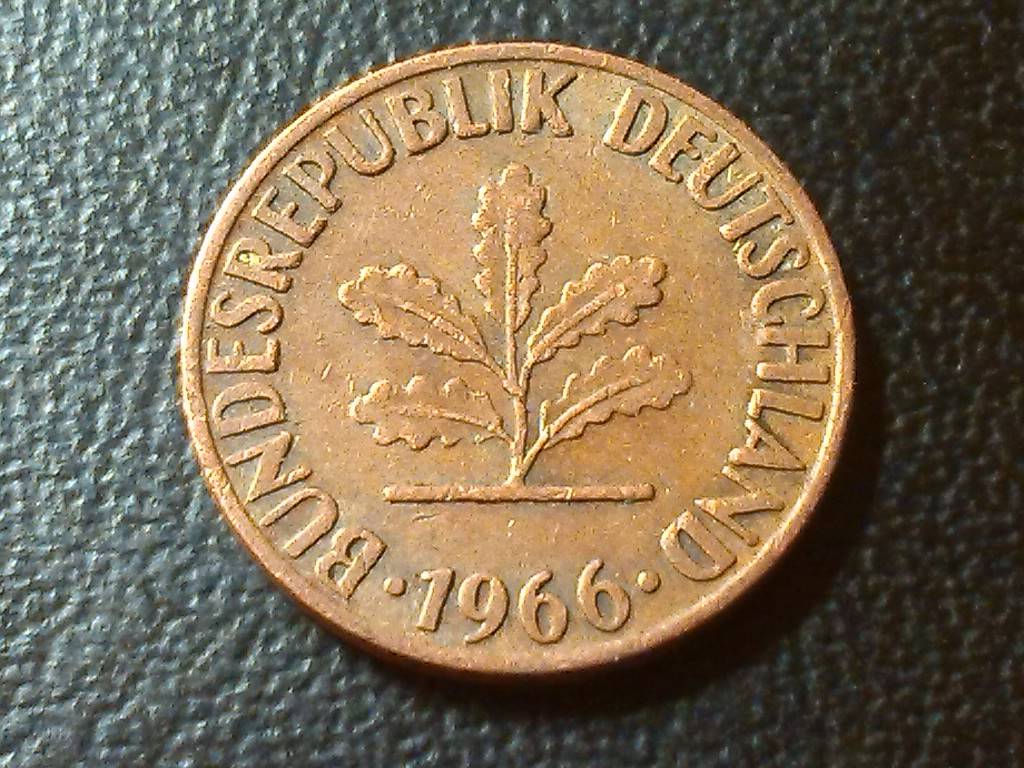 BUNDESREPUBLIK DEUTSCHLAND
· 1966 ·